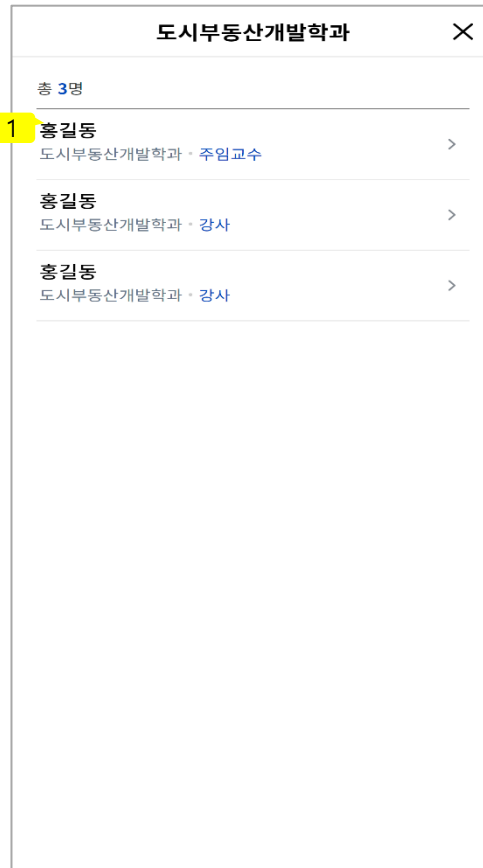 도시부동산개발학과
총 3명
1
홍길동
도시부동산개발학과 · 주임교수
홍길동
도시부동산개발학과 · 강사
홍길동
도시부동산개발학과 · 강사